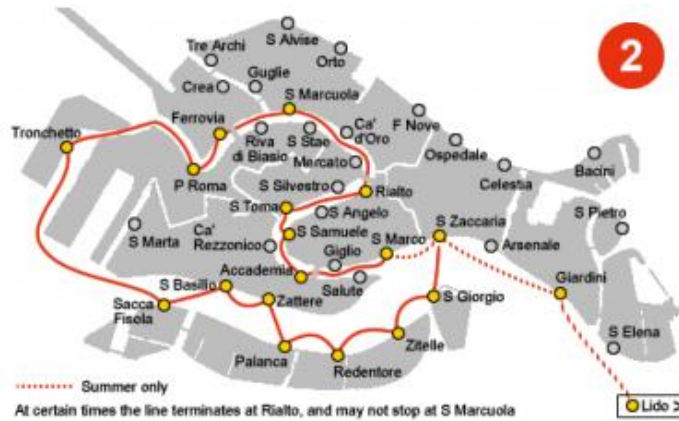 S Alvise
2
Tre Archi
Orto
Guglie
Crea
S Marcuola
Ferrovia
Tronchetto
Riva
di Biasio
S Stae
Ca'
d'Oro
F Nove
Mercato
Ospedale
Bacini
Celestia
P Roma
S Silvestro
Rialto
S Toma
S Angelo
S Zaccaria
S Pietro
S Marta
Ca'
Rezzonico
S Samuele
S Marco
Giglio
Arsenale
Accademia
Salute
S Basilio
Giardini
Sacca
Fisola
Zattere
S Giorgio
S Elena
Palanca
Zitelle
Redentore
Summer only
Lido >
At certain times the line terminates at Rialto, and may not stop at S Marcuola